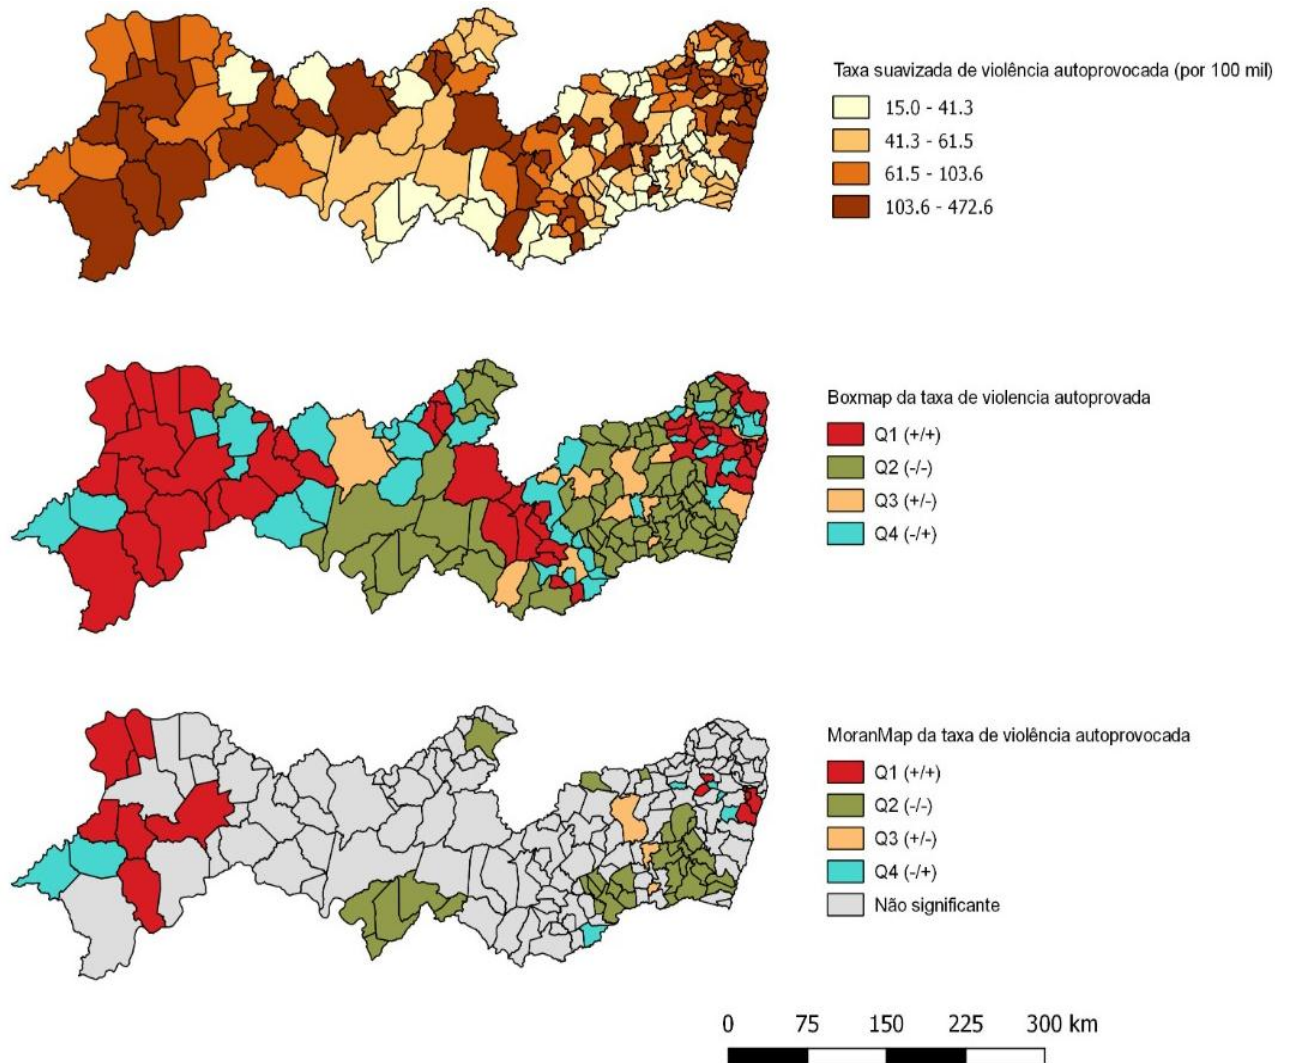 Taxa suavizada de violência autoprovocada (por 100 mil)
15.0 - 41.3
41.3 - 61.5
61.5 - 103.6
103.6 - 472.6
Boxmap da taxa de violencia autoprovada
Q1 (+/+)
Q2 (-/-)
Q3 (+/-)
Q4 (-/+)
MoranMap da taxa de violência autoprovocada
Q1 (+/+)
Q2 (-/-)
Q3 (+/-)
Q4 (-/+)
Não significante
0 75 150 225 300 km